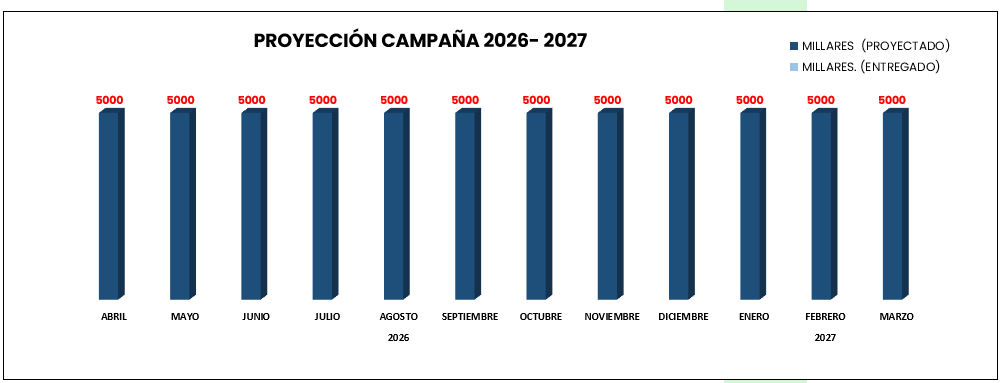 PROYECCIÓN CAMPAÑA 2026- 2027
MILLARES (PROYECTADO)
MILLARES. (ENTREGADO)
5000 5000 5000 5000 5000 5000 5000 5000 5000 5000 5000 5000
ABRIL MAYO JUNIO JULIO AGOSTO SEPTIEMBRE OCTUBRE NOVIEMBRE DICIEMBRE ENERO FEBRERO MARZO
2026 2027